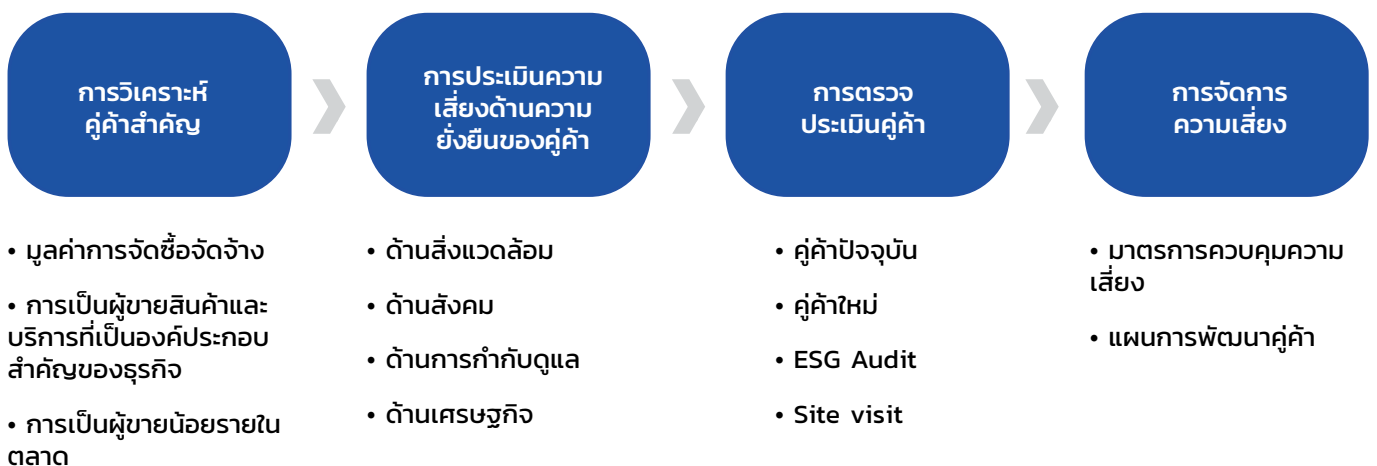 การวิเคราะห์
คู่ค้าสำคัญ
การประเมินความ
เสี่ยงด้านความ
ยั่งยืนของคู่ค้า
การตรวจ
ประเมินคู่ค้า
การจัดการ
ความเสี่ยง
• มูลค่าการจัดซื้อจัดจ้าง
• การเป็นผู้ขายสินค้าและ
บริการที่เป็นองค์ประกอบ
สำคัญของธุรกิจ
• การเป็นผู้ขายน้อยรายใน
ตลาด
• ด้านสิ่งแวดล้อม
• ด้านสังคม
• ด้านการกำกับดูแล
• ด้านเศรษฐกิจ
• คู่ค้าปัจจุบัน
• คู่ค้าใหม่
• ESG Audit
• Site visit
• มาตรการควบคุมความ
เสี่ยง
• แผนการพัฒนาคู่ค้า